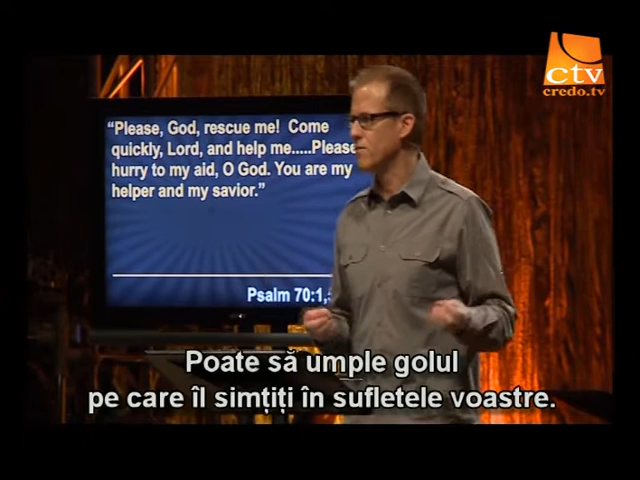 ctv
credo.tv
“Please, God, rescue me! Come
quickly, Lord, and help me.....Please
hurry to my aid, O God. You are my
helper and my savior.”
Psalm 70:1,
Poate să umple golul
pe care îl simțiți în sufletele voastre.